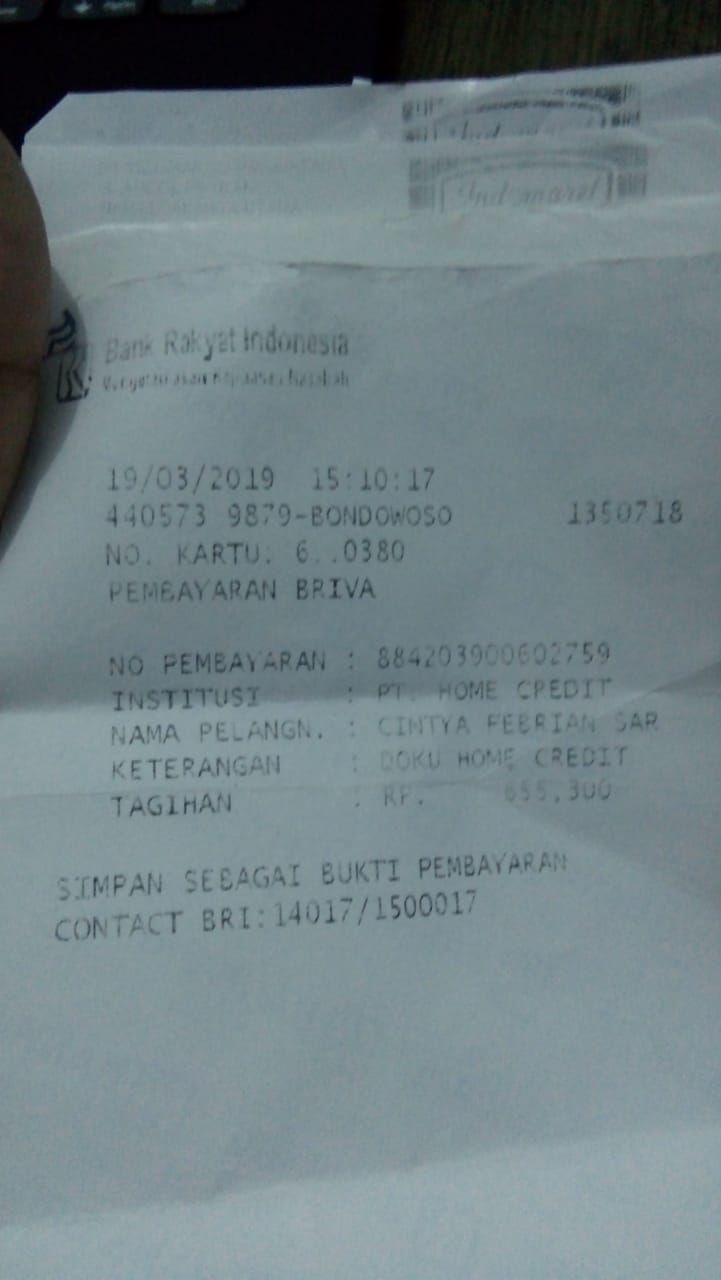 Indomaret
Bank Rakyat Indonesia
19/03/2019 15:10:17
440573 9879-BONDOWOSO 1350718
NO. KARTU: 6..0380
PEMBAYARAN BRIVA
NO PEMBAYARAN : 884203900602759
INSTITUSI : PT. HOME CREDIT
NAMA PELANGN. : CINTYA FEBRIAN SAR
KETERANGAN : DOKU HOME CREDIT
TAGIHAN : RP. 655,300
SIMPAN SEBAGAI BUKTI PEMBAYARAN
CONTACT BRI:14017/1500017